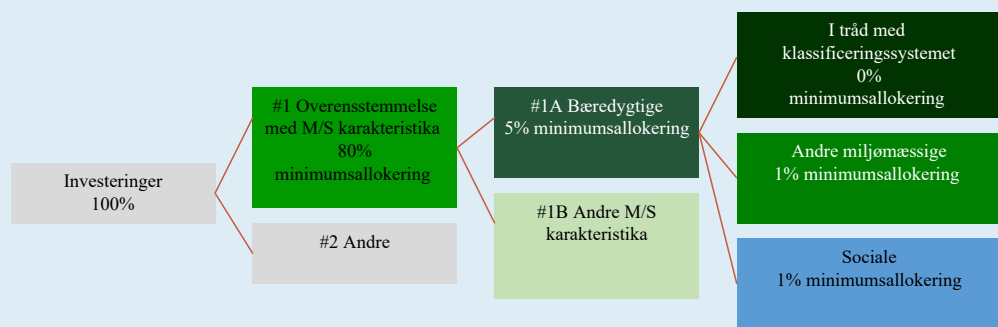 Investeringer
100%
#1 Overensstemmelse
med M/S karakteristika
80%
minimumsallokering
#2 Andre
#1A Bæredygtige
5% minimumsallokering
#1B Andre M/S
karakteristika
I tråd med
klassificeringssystemet
0%
minimumsallokering
Andre miljømæssige
1% minimumsallokering
Sociale
1% minimumsallokering